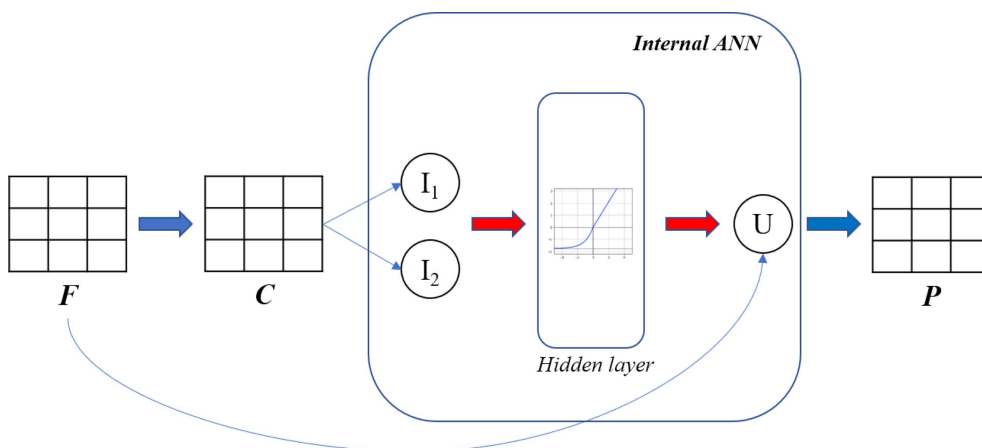 Internal ANN
I₁
I₂
U
F
C
P
Hidden layer